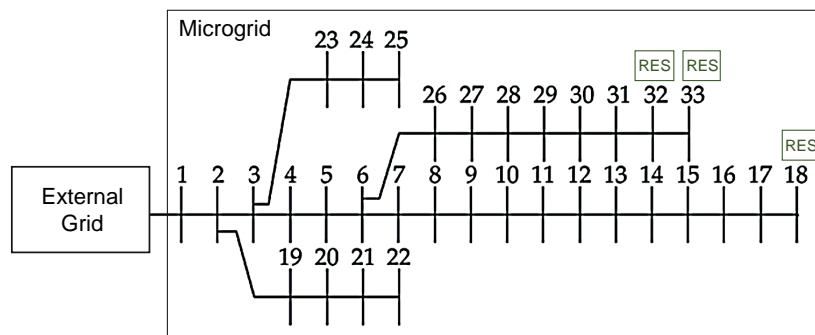 Microgrid
23 24 25
RES RES
26 27 28 29 30 31 32 33
RES
External
Grid
1 2 3 4 5 6 7 8 9 10 11 12 13 14 15 16 17 18
19 20 21 22